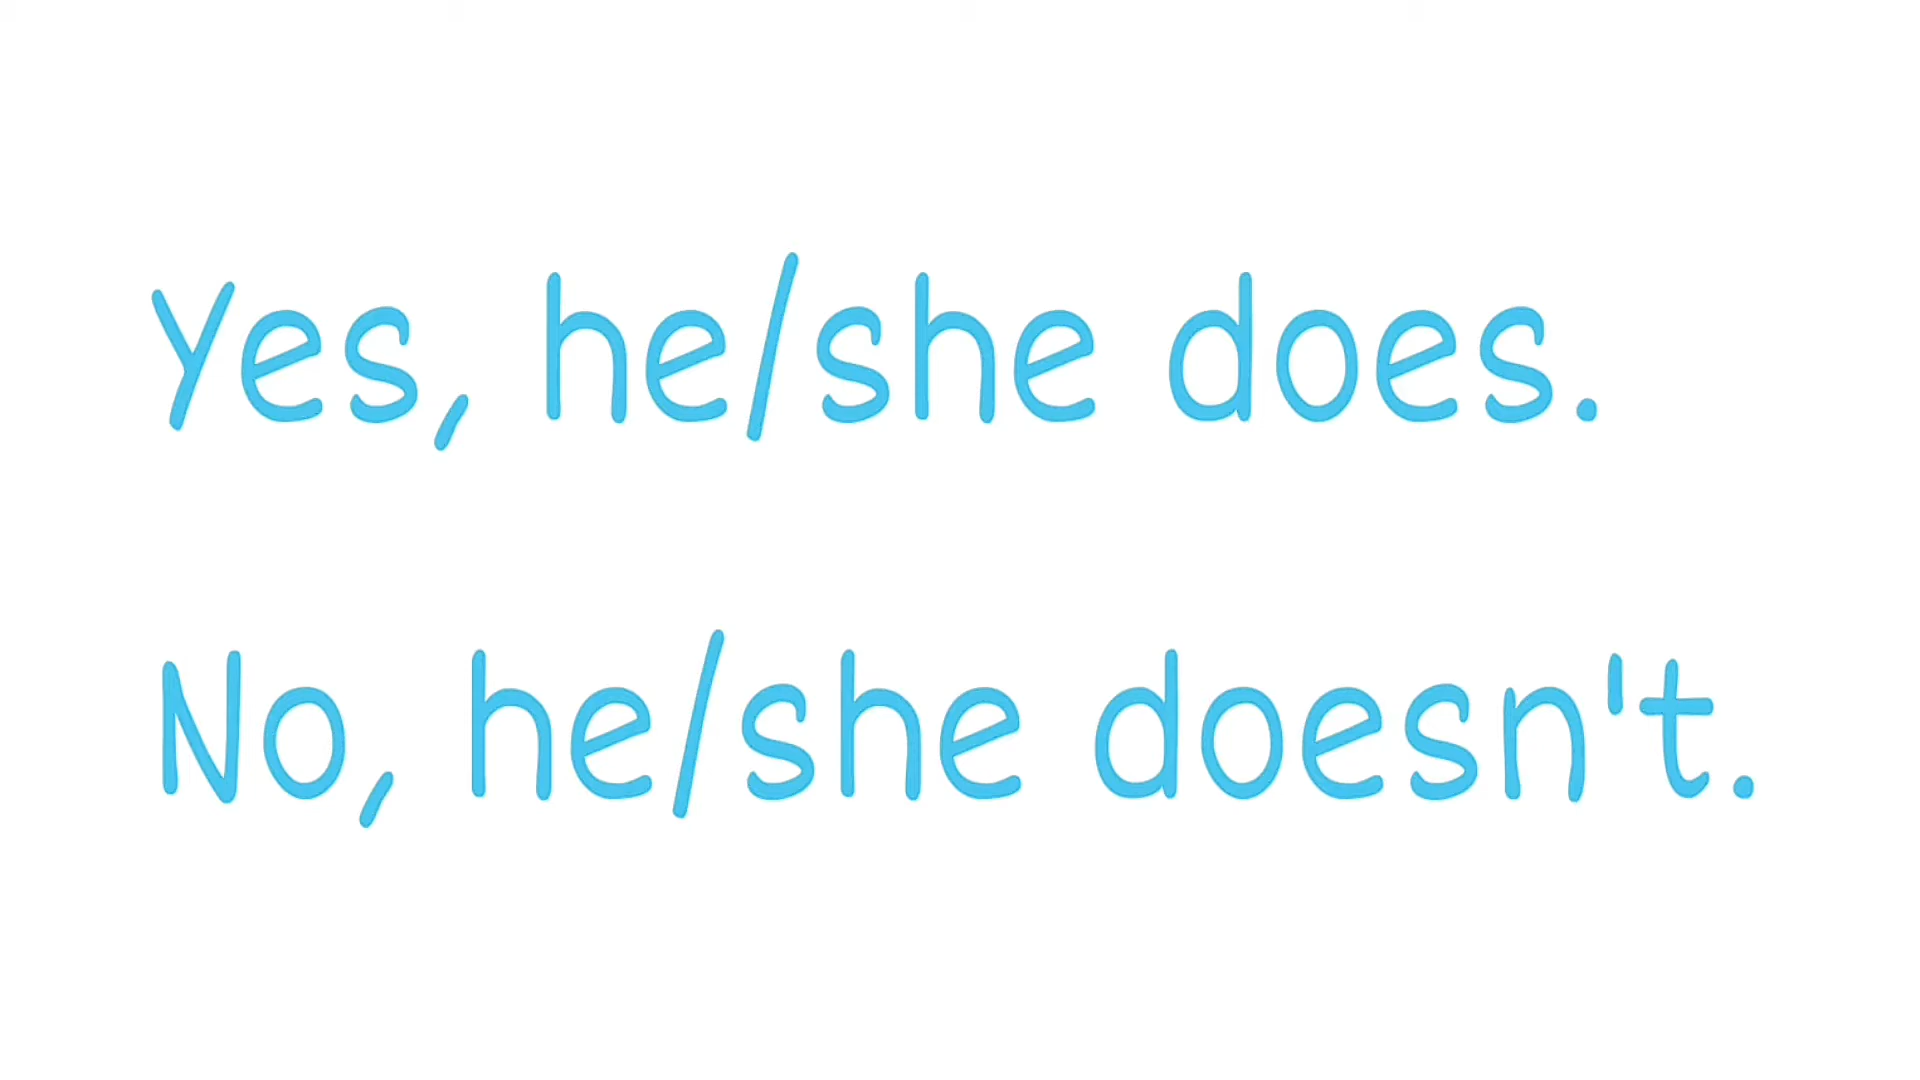 Yes, he/she does.
No, he/she doesn't.